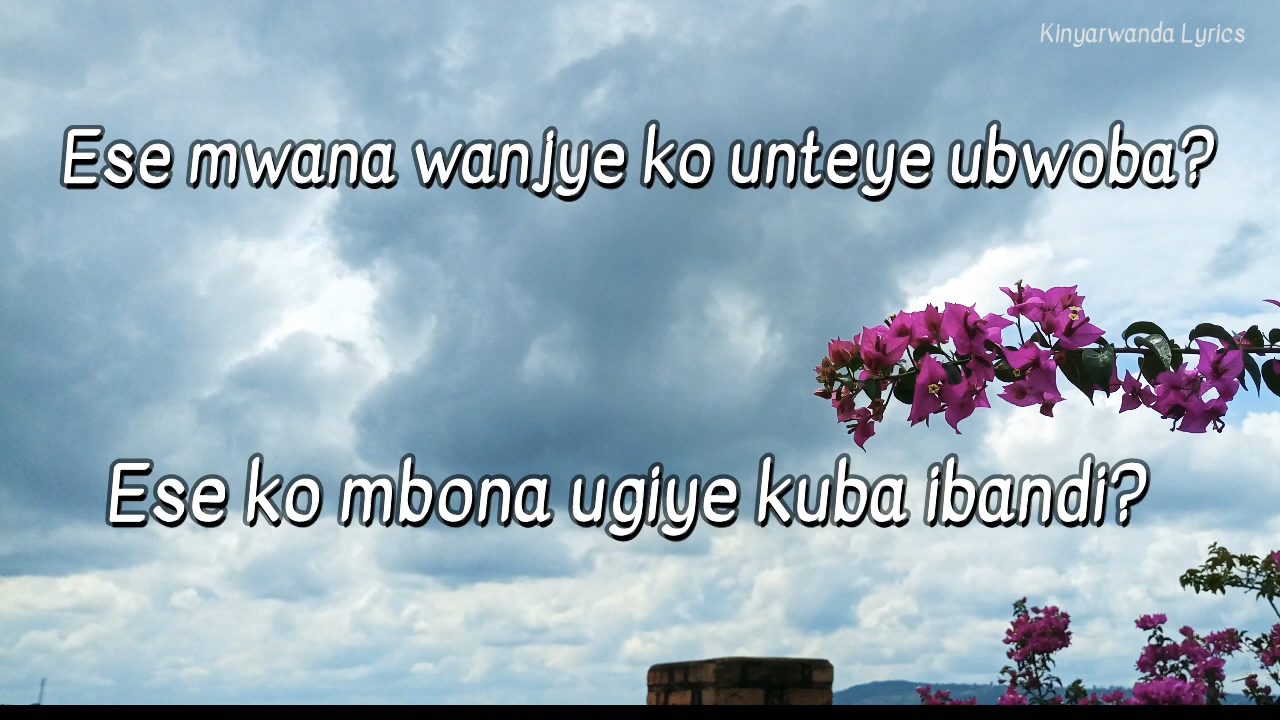 Kinyarwanda Lyrics
Ese mwana wanjye ko unteye ubwoba?
Ese ko mbona ugiye kuba ibandi?